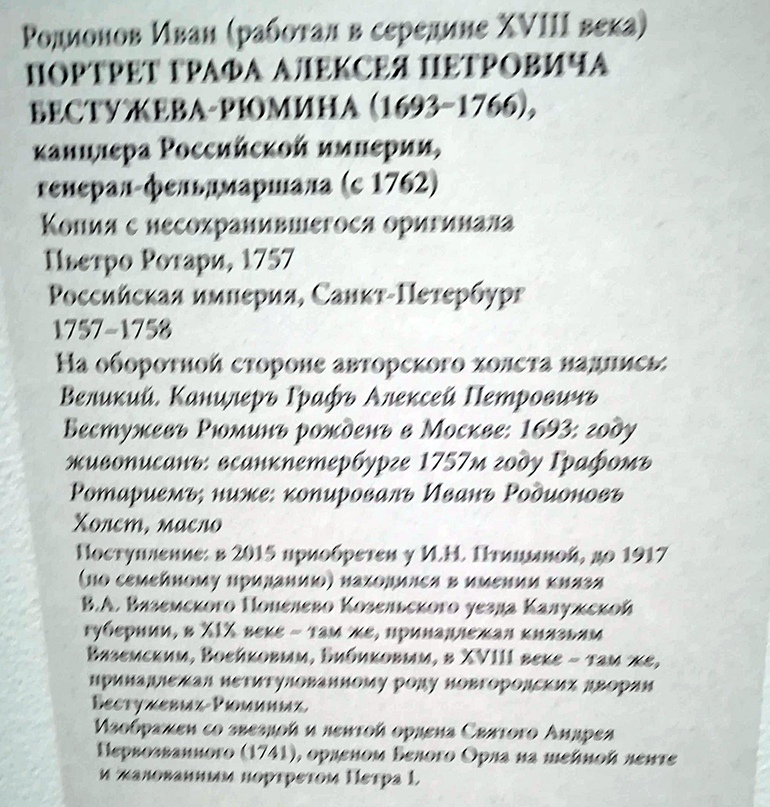 Родионов Иван (работал в середине XVIII века)
ПОРТРЕТ ГРАФА АЛЕКСЕЯ ПЕТРОВИЧА
БЕСТУЖЕВА-РЮМИНА (1693–1766),
канцлера Российской империи,
генерал-фельдмаршала (с 1762)
Копия с несохранившегося оригинала
Пьетро Ротари, 1757
Российская империя, Санкт-Петербург
1757–1758
На оборотной стороне авторского холста надпись:
Великий. Канцлеръ Графъ Алексей Петровичъ
Бестужевъ Рюминъ рожденъ в Москве: 1693: году
живописанъ: всанкпетербурге 1757м году Графомъ
Ротариемъ; ниже: копировалъ Иванъ Родионовъ
Холст, масло
Поступление: в 2015 приобретен у И.Н. Птицыной, до 1917
(по семейному приданию) находился в имении князя
В.А. Вяземского Попелево Козельского уезда Калужской
губернии, в XIX веке – там же, принадлежал князьям
Вяземским, Воейковым, Бибиковым, в XVIII веке – там же,
принадлежал нетитулованному роду новгородских дворян
Бестужевых-Рюминых.
Изображен со звездой и лентой ордена Святого Андрея
Первозванного (1741), орденом Белого Орла на шейной ленте
и жалованным портретом Петра I.